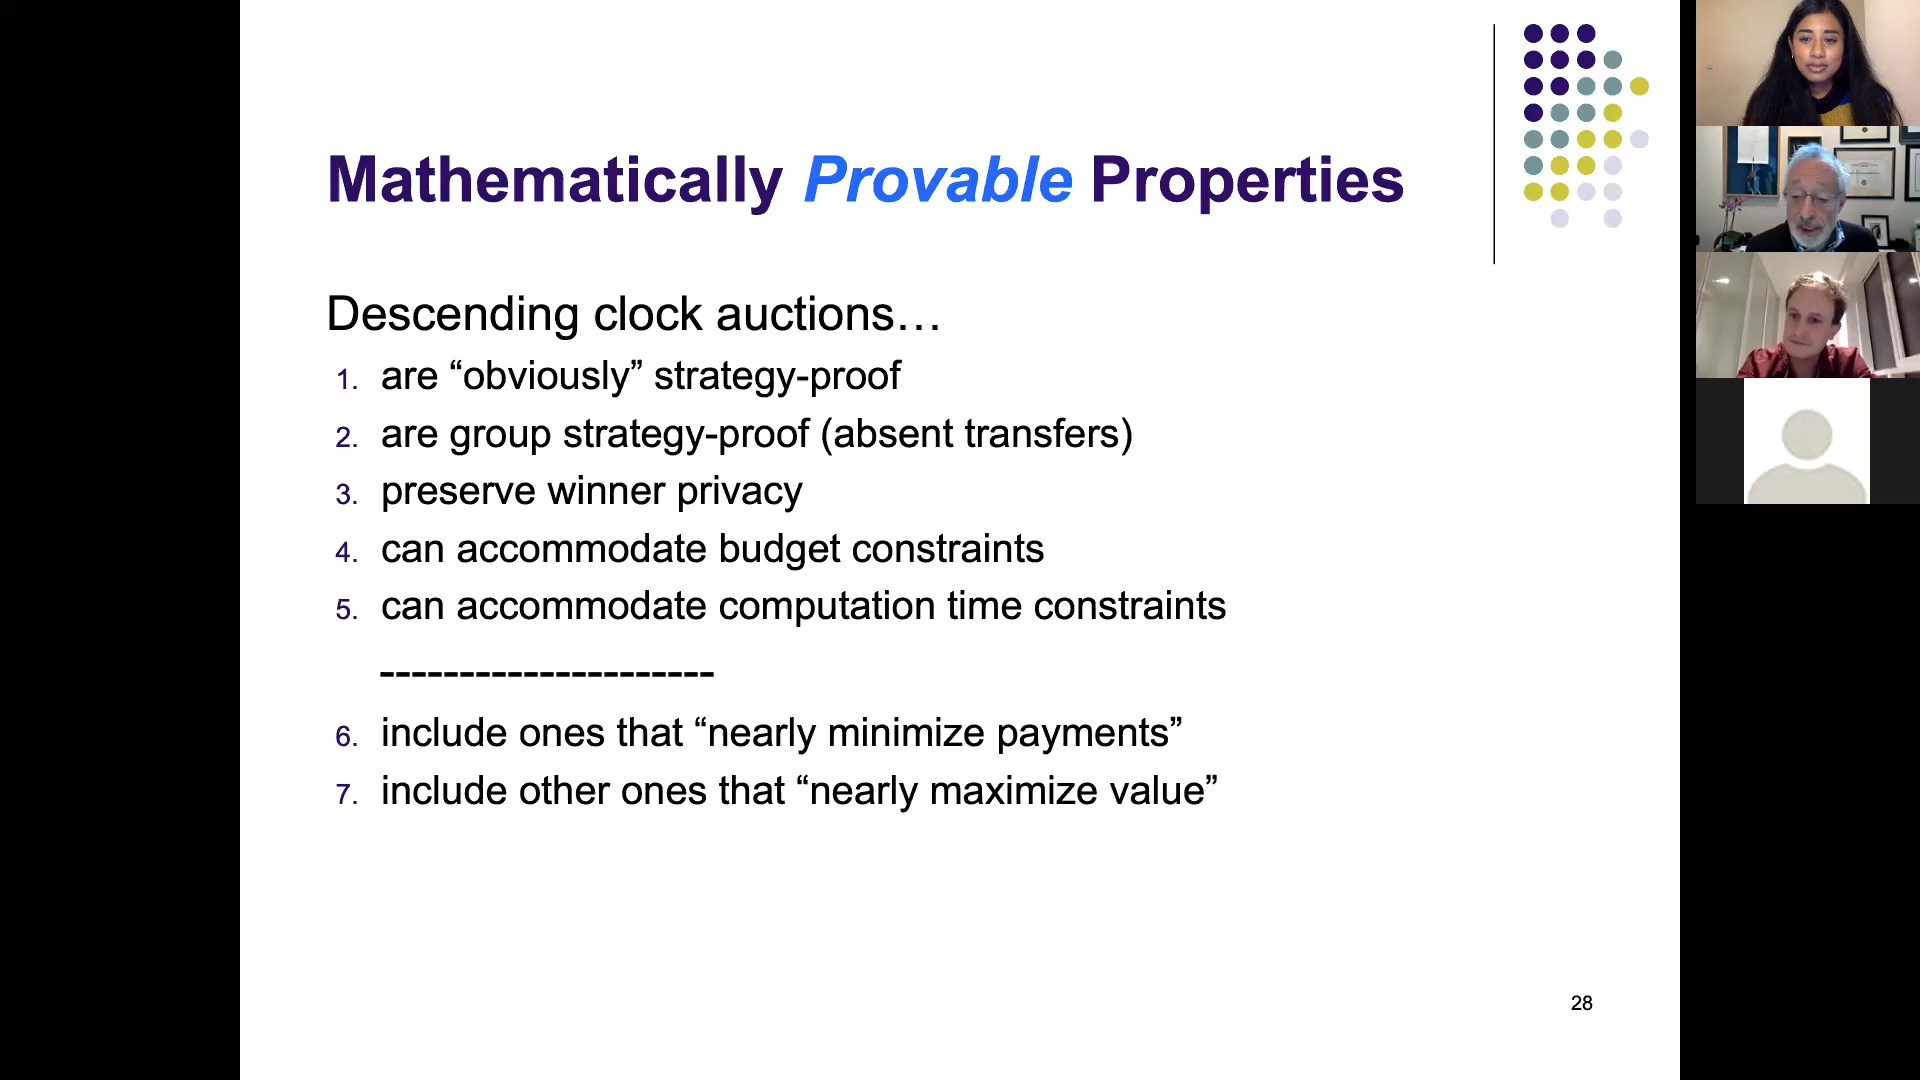 Mathematically Provable Properties
Descending clock auctions…
1. are “obviously” strategy-proof
2. are group strategy-proof (absent transfers)
3. preserve winner privacy
4. can accommodate budget constraints
5. can accommodate computation time constraints
---------------------
6. include ones that “nearly minimize payments”
7. include other ones that “nearly maximize value”
28